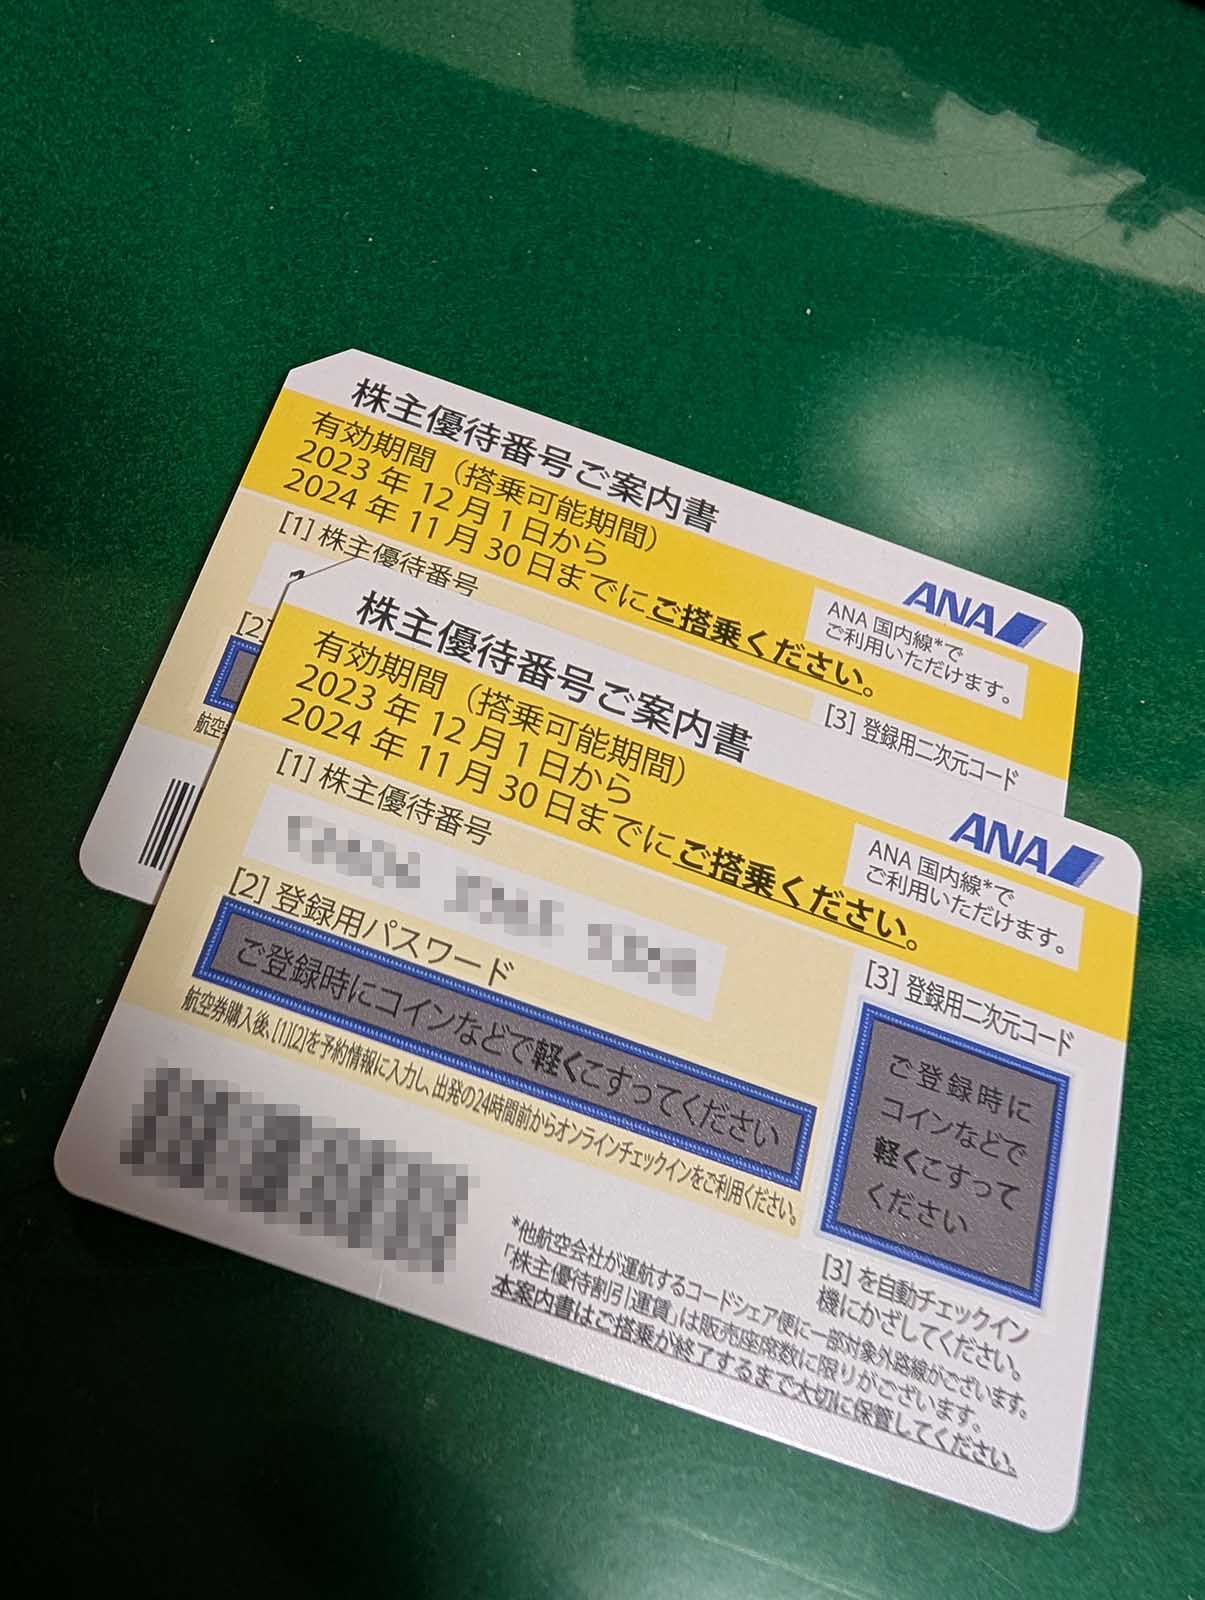 株主優待番号ご案内書
有効期間（搭乗可能期間）
2023年12月1日から
2024年11月30日までにご搭乗ください。
ANA
ANA国内線*で
ご利用いただけます。
[1] 株主優待番号
[2]
[3] 登録用二次元コード
航空
株主優待番号ご案内書
有効期間（搭乗可能期間）
2023年12月1日から
2024年11月30日までにご搭乗ください。
ANA
ANA国内線*で
ご利用いただけます。
[1] 株主優待番号
[2] 登録用パスワード
ご登録時にコインなどで軽くこすってください
航空券購入後、[1][2]を予約情報に入力し、出発の24時間前からオンラインチェックインをご利用ください。
[3] 登録用二次元コード
ご登録時に
コインなどで
軽くこすって
ください
[3] を自動チェックイン
機にかざしてください。
*他航空会社が運航するコードシェア便に一部対象外路線がございます。
「株主優待割引運賃」は販売座席数に限りがございます。
本案内書はご搭乗が終了するまで大切に保管してください。